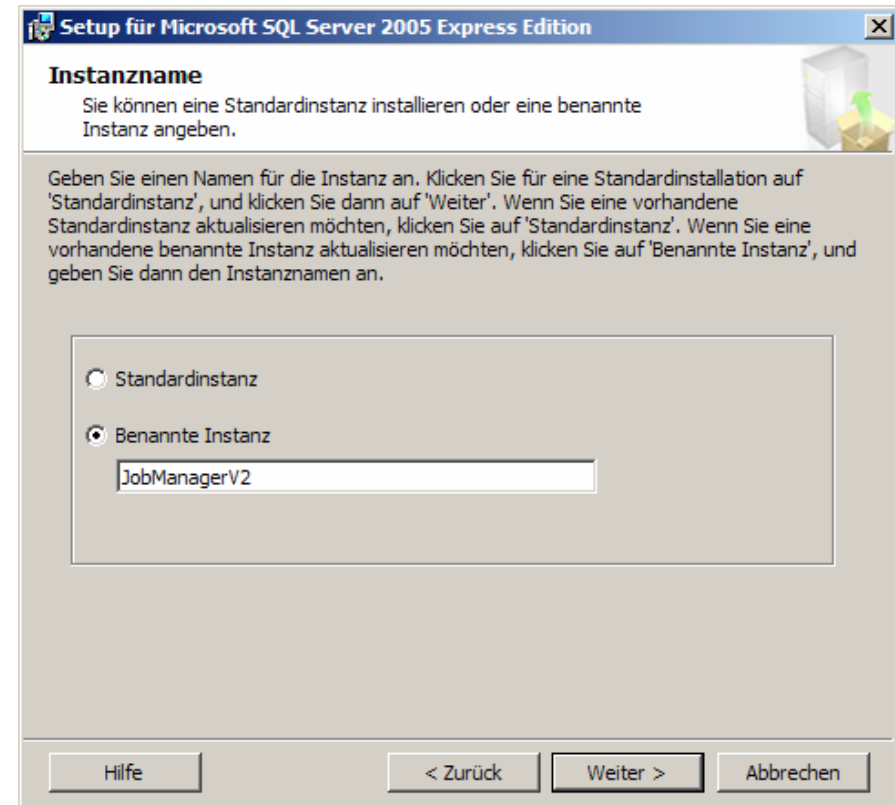 Setup für Microsoft SQL Server 2005 Express Edition
Instanzname
Sie können eine Standardinstanz installieren oder eine benannte
Instanz angeben.
Geben Sie einen Namen für die Instanz an. Klicken Sie für eine Standardinstallation auf
'Standardinstanz', und klicken Sie dann auf 'Weiter'. Wenn Sie eine vorhandene
Standardinstanz aktualisieren möchten, klicken Sie auf 'Standardinstanz'. Wenn Sie eine
vorhandene benannte Instanz aktualisieren möchten, klicken Sie auf 'Benannte Instanz', und
geben Sie dann den Instanznamen an.
Standardinstanz
Benannte Instanz
JobManagerV2
Hilfe < Zurück Weiter > Abbrechen